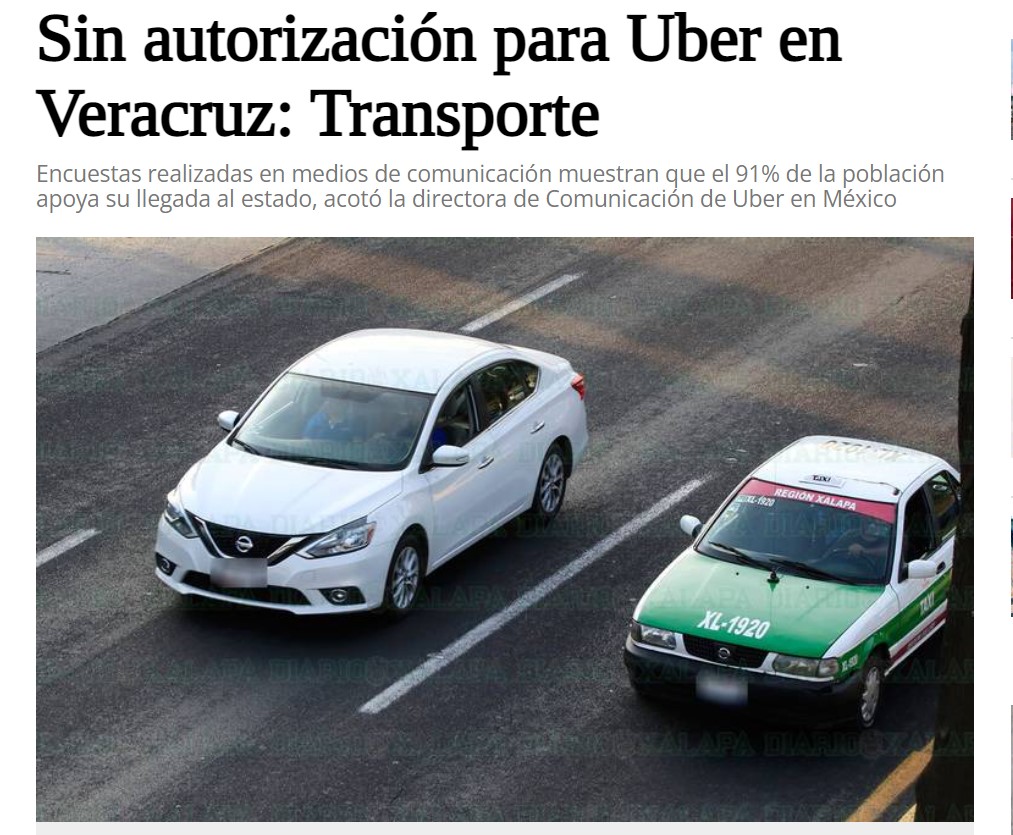 Sin autorización para Uber en
Veracruz: Transporte
Encuestas realizadas en medios de comunicación muestran que el 91% de la población
apoya su llegada al estado, acotó la directora de Comunicación de Uber en México
DIARIO XALAPA
TAXI
REGIÓN XALAPA
XL-1920
XL-1920
TAXI
XL-1920